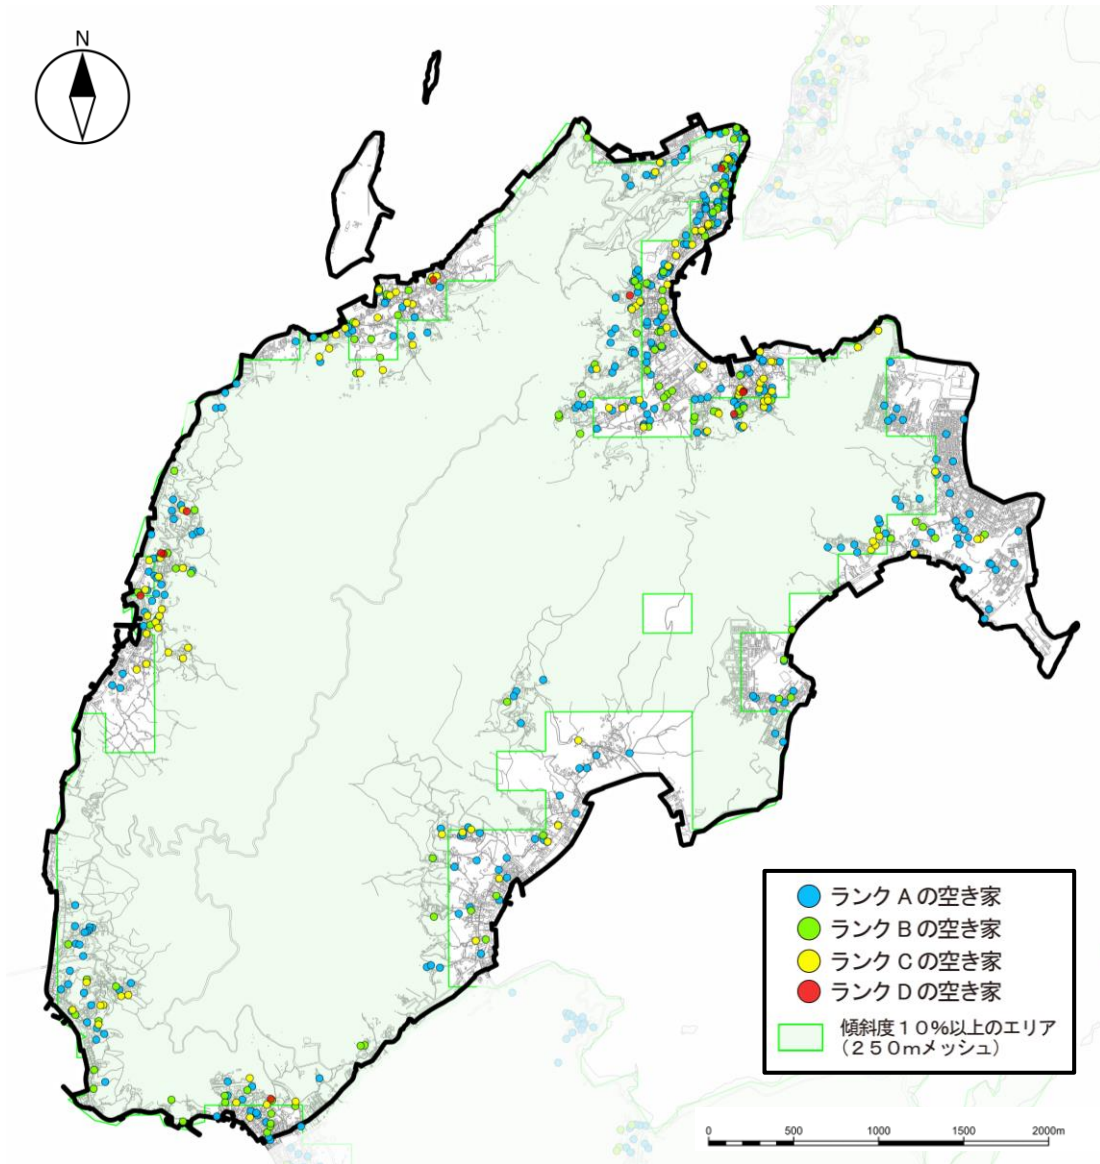 N
ランクAの空き家
ランクBの空き家
ランクCの空き家
ランクDの空き家
傾斜度10%以上のエリア
(250mメッシュ)
0 500 1000 1500 2000m